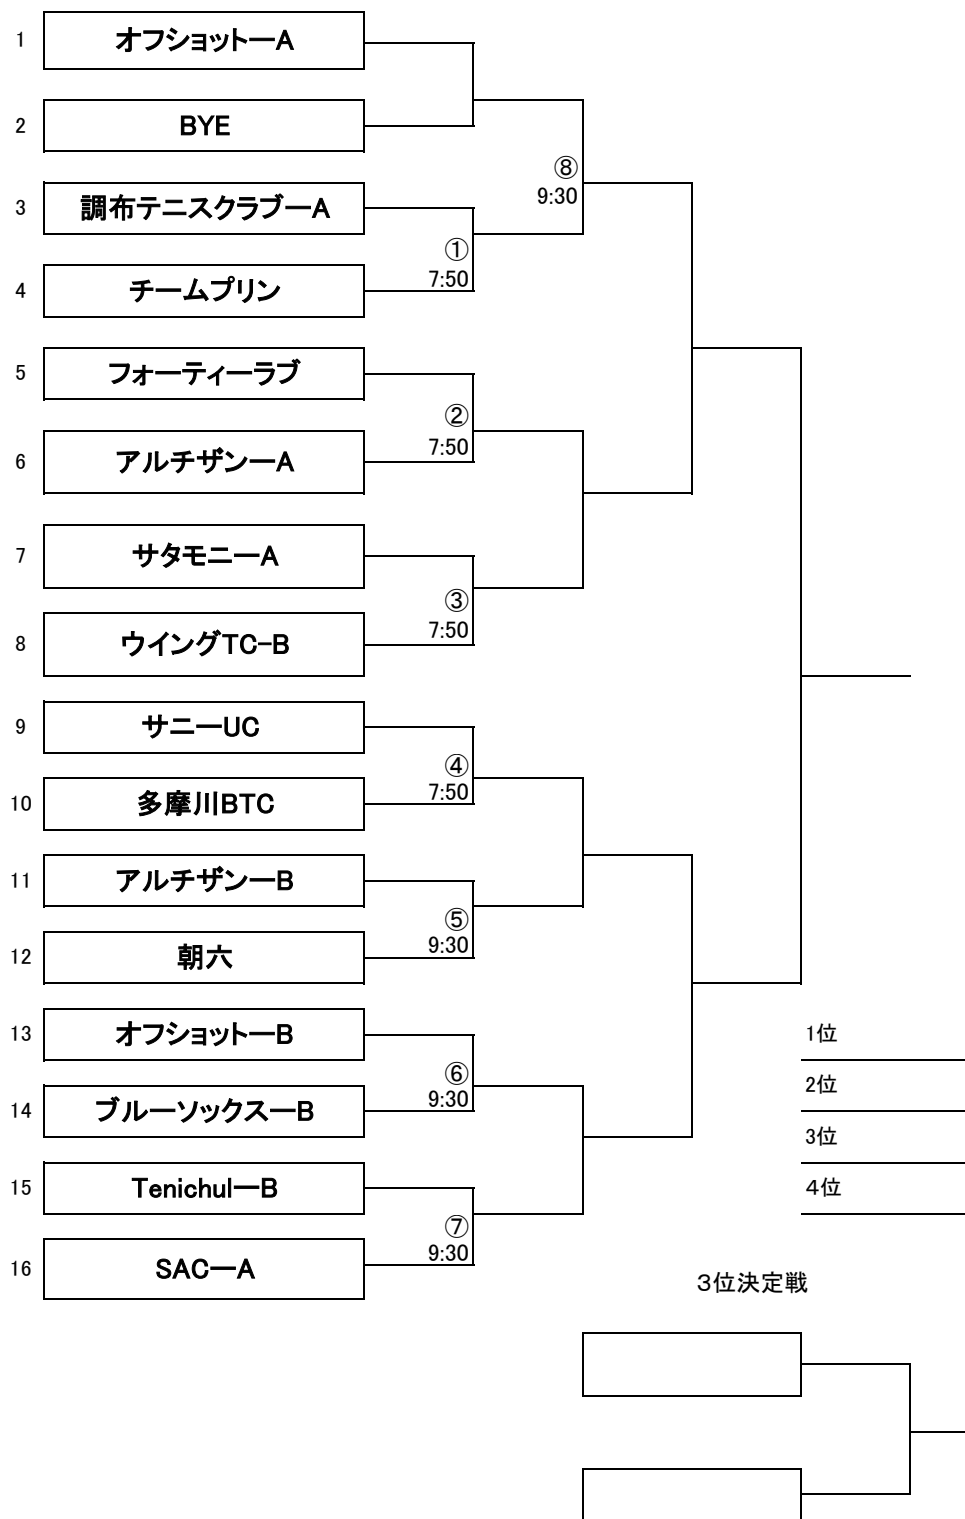 1 オフショットーA
2 BYE
⑧
9:30
3 調布テニスクラブーA
①
7:50
4 チームプリン
5 フォーティーラブ
②
7:50
6 アルチザンーA
7 サタモニーA
③
7:50
8 ウイングTC-B
9 サニーUC
④
7:50
10 多摩川BTC
11 アルチザンーB
⑤
9:30
12 朝六
13 オフショットーB
1位
⑥
9:30
2位
14 ブルーソックスーB
3位
15 TenichulーB
4位
⑦
9:30
16 SACーA
3位決定戦